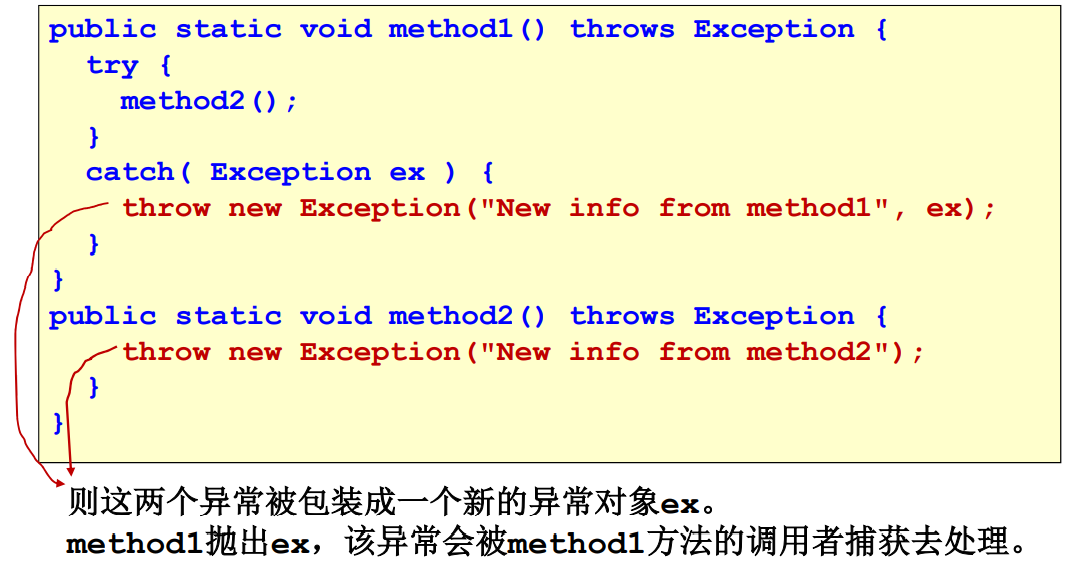 public static void method1() throws Exception {
try {
method2();
}
catch( Exception ex ) {
throw new Exception("New info from method1", ex);
}
}
public static void method2() throws Exception {
throw new Exception("New info from method2");
}
}
则这两个异常被包装成一个新的异常对象ex。
method1抛出ex，该异常会被method1方法的调用者捕获去处理。